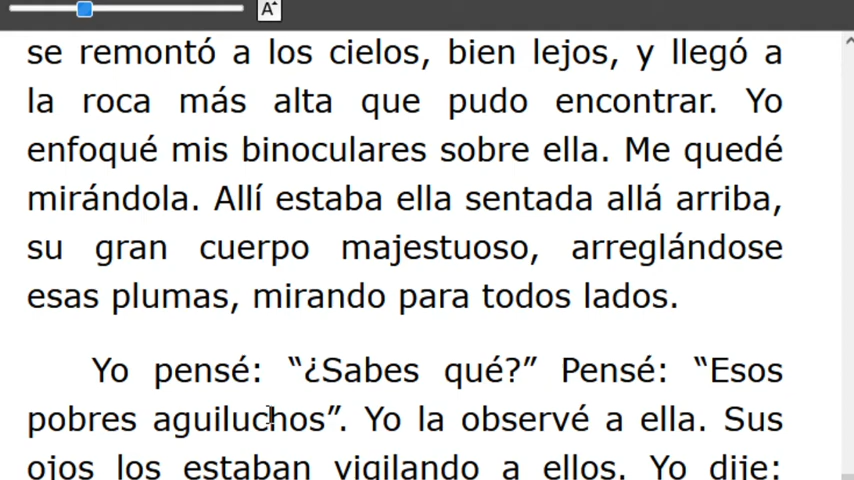 A
se remontó a los cielos, bien lejos, y llegó a
la roca más alta que pudo encontrar. Yo
enfoqué mis binoculares sobre ella. Me quedé
mirándola. Allí estaba ella sentada allá arriba,
su gran cuerpo majestuoso, arreglándose
esas plumas, mirando para todos lados.
Yo pensé: “¿Sabes qué?” Pensé: “Esos
pobres aguiluchos”. Yo la observé a ella. Sus
ojos los estaban vigilando a ellos. Yo dije: